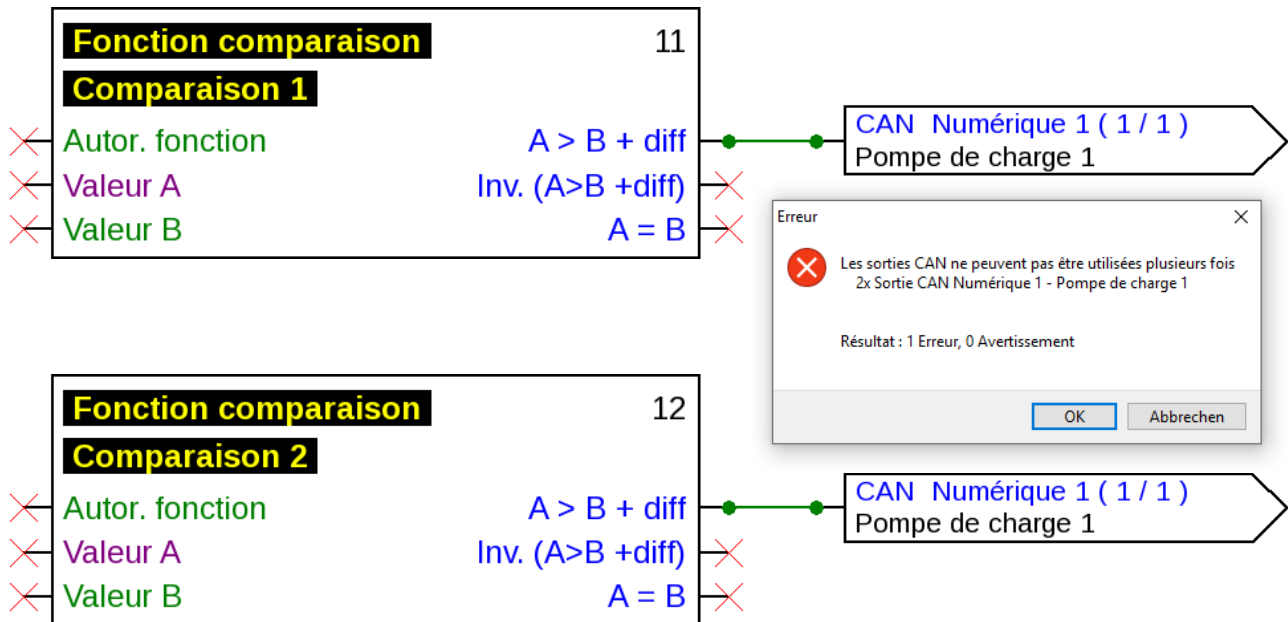 Fonction comparaison 11
Comparaison 1
Autor. fonction A > B + diff
Valeur A Inv. (A>B +diff)
Valeur B A = B
CAN Numérique 1 ( 1 / 1 )
Pompe de charge 1
Erreur
Les sorties CAN ne peuvent pas être utilisées plusieurs fois
2x Sortie CAN Numérique 1 - Pompe de charge 1
Résultat : 1 Erreur, 0 Avertissement
OK Abbrechen
Fonction comparaison 12
Comparaison 2
Autor. fonction A > B + diff
Valeur A Inv. (A>B +diff)
Valeur B A = B
CAN Numérique 1 ( 1 / 1 )
Pompe de charge 1